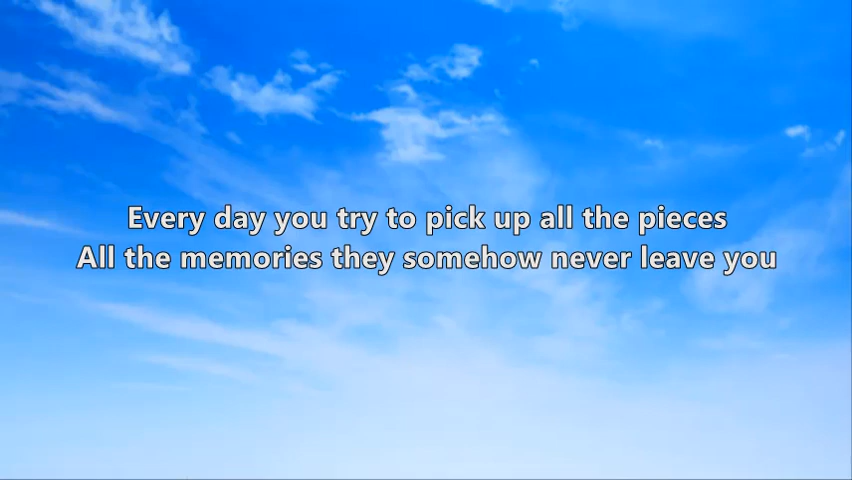 Every day you try to pick up all the pieces
All the memories they somehow never leave you